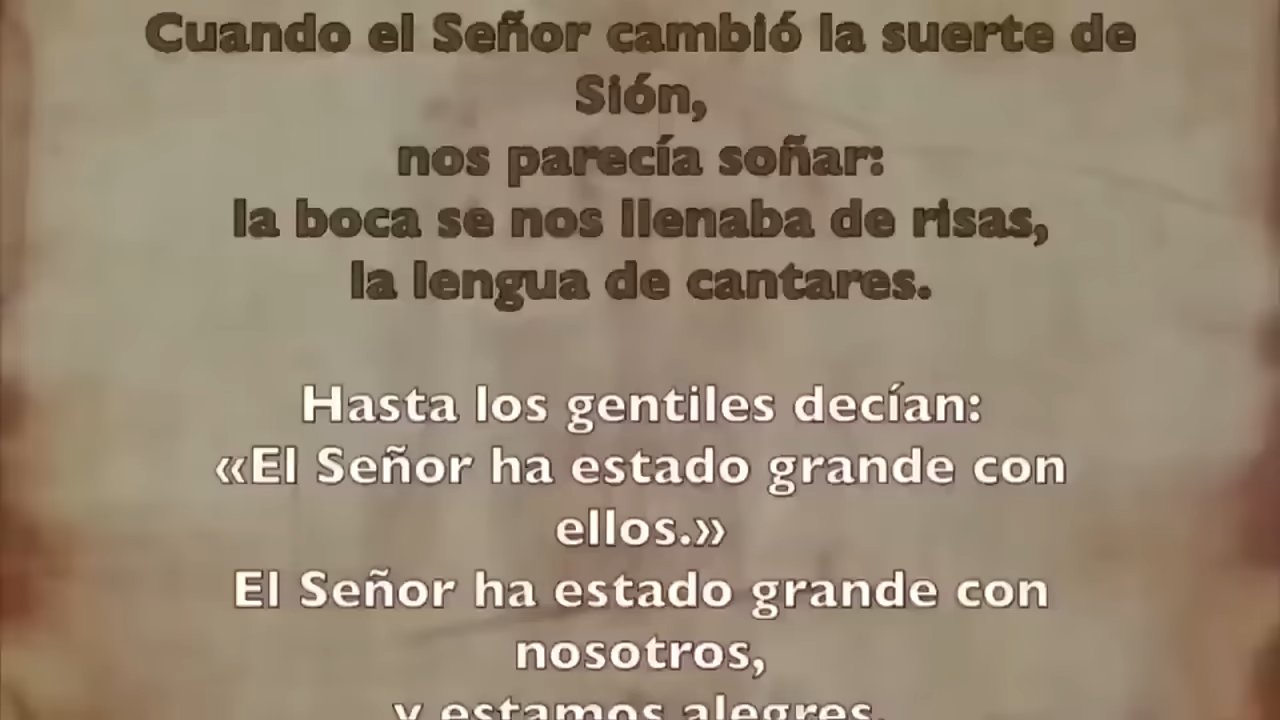 Cuando el Señor cambió la suerte de
Sión,
nos parecía soñar:
la boca se nos llenaba de risas,
la lengua de cantares.
Hasta los gentiles decían:
«El Señor ha estado grande con
ellos.»
El Señor ha estado grande con
nosotros,
y estamos alegres.